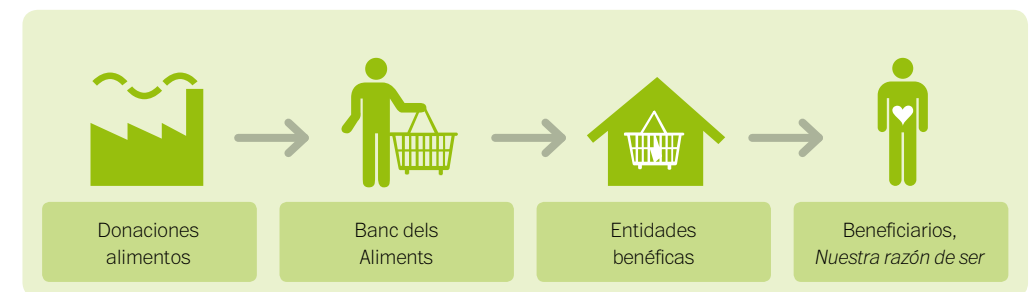 Donaciones
alimentos
Banc dels
Aliments
Entidades
benéficas
Beneficiarios,
Nuestra razón de ser